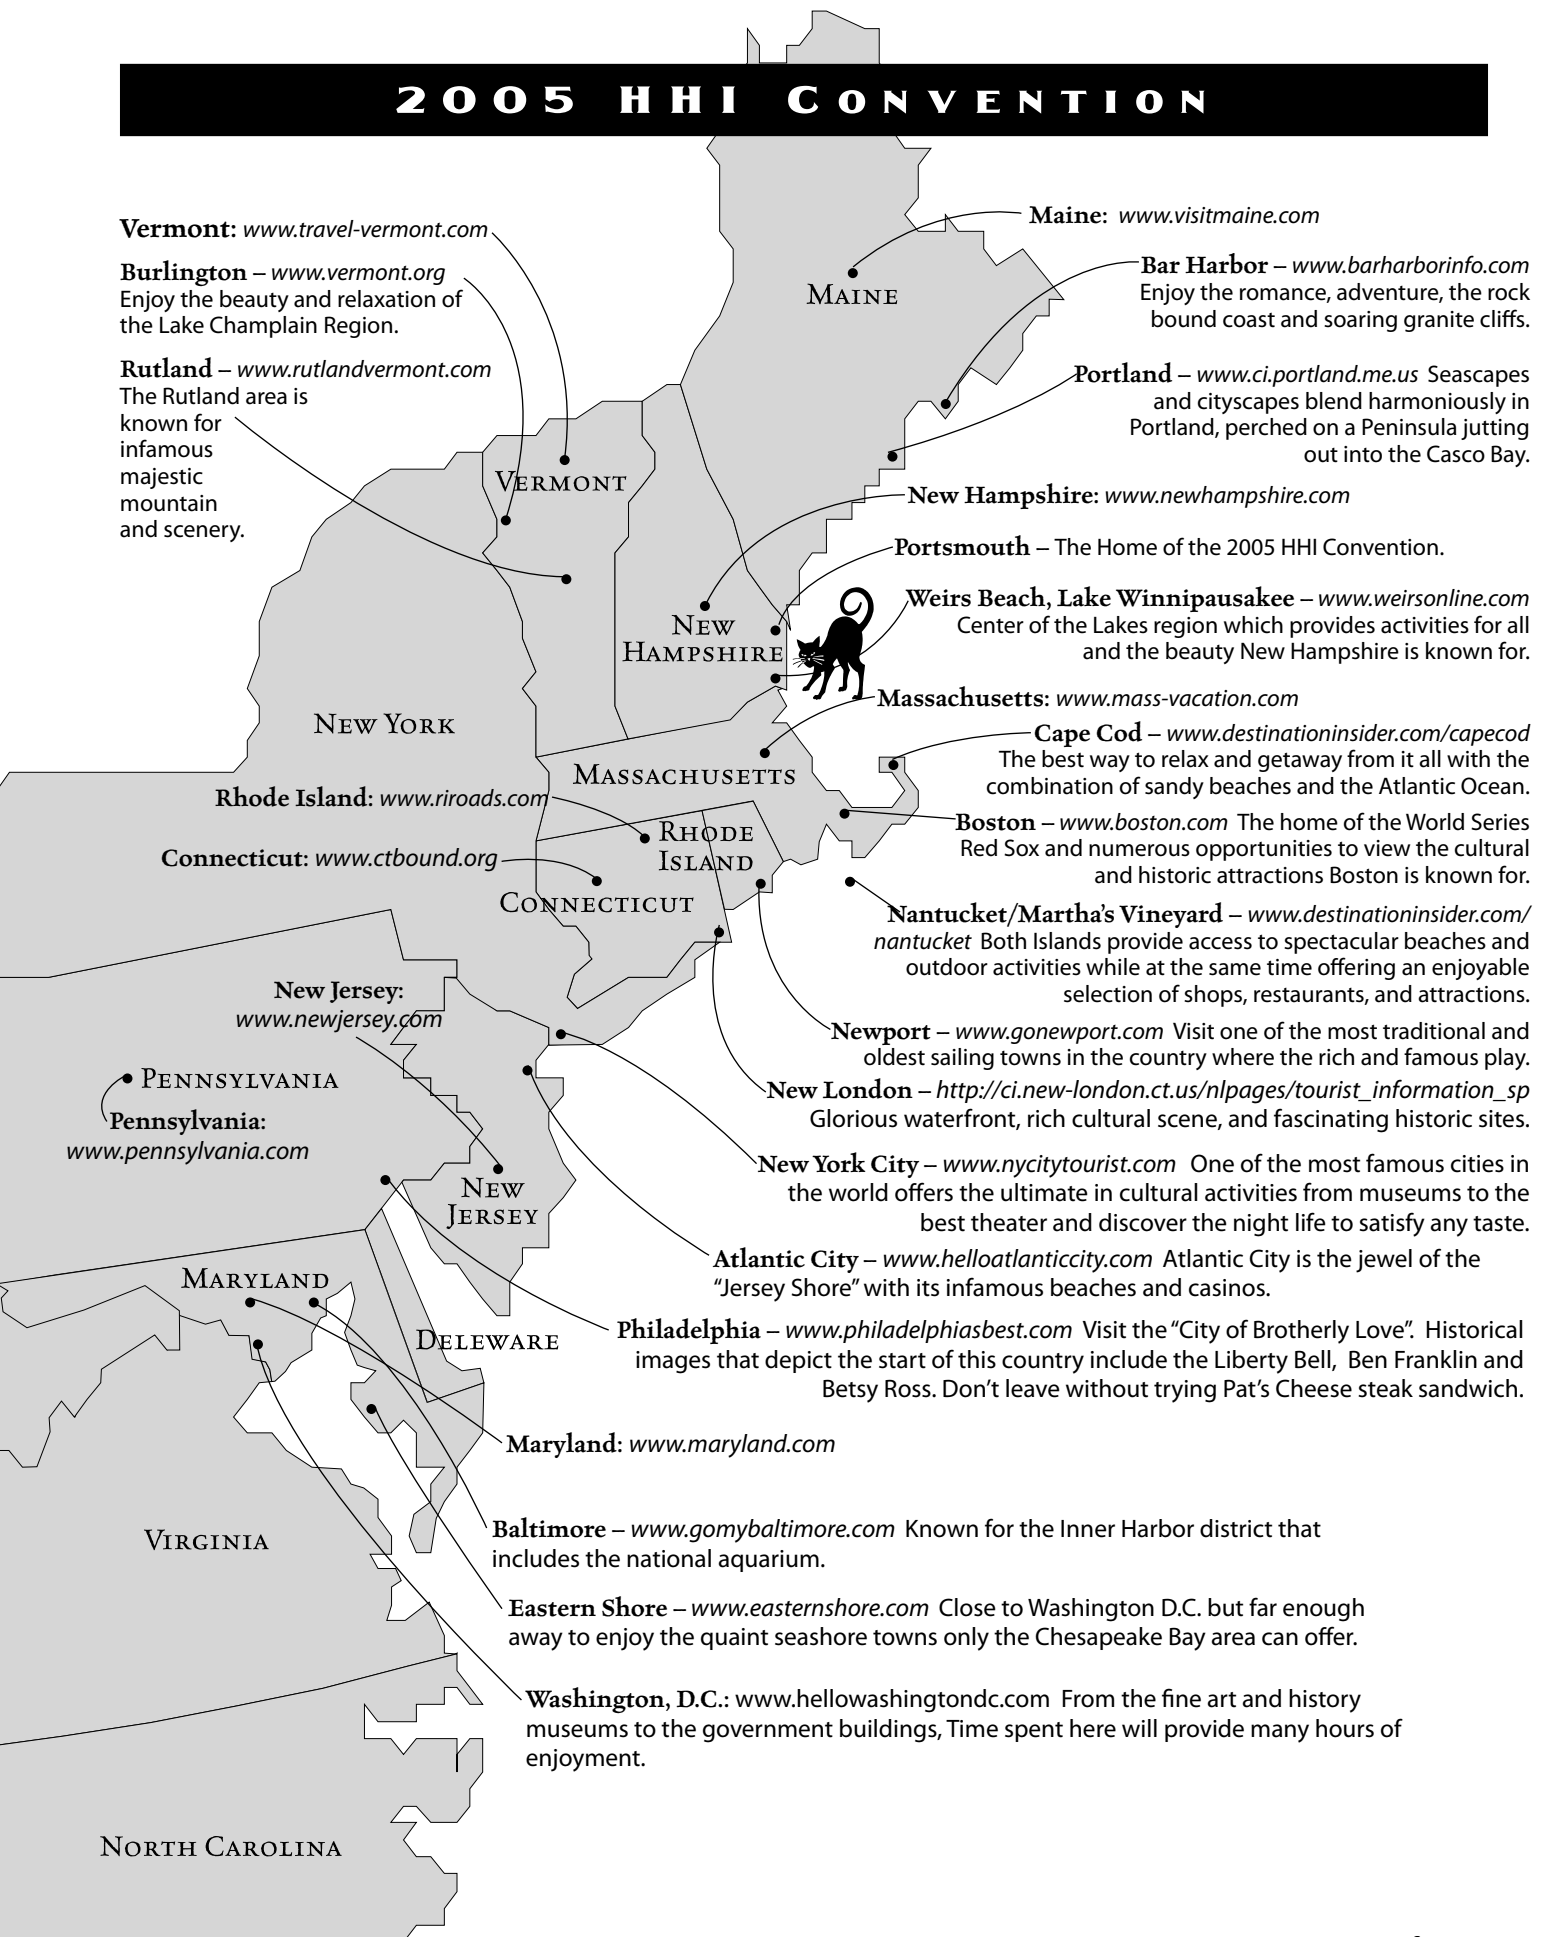 2005 HHI Convention
Vermont: www.travel-vermont.com
Burlington – www.vermont.org
Enjoy the beauty and relaxation of
the Lake Champlain Region.
Rutland – www.rutlandvermont.com
The Rutland area is
known for
infamous
majestic
mountain
and scenery.
Maine: www.visitmaine.com
Maine
Bar Harbor – www.barharborinfo.com
Enjoy the romance, adventure, the rock
bound coast and soaring granite cliffs.
Portland – www.ci.portland.me.us Seascapes
and cityscapes blend harmoniously in
Portland, perched on a Peninsula jutting
out into the Casco Bay.
Vermont
New Hampshire: www.newhampshire.com
Portsmouth – The Home of the 2005 HHI Convention.
Weirs Beach, Lake Winnipausakee – www.weirsonline.com
Center of the Lakes region which provides activities for all
and the beauty New Hampshire is known for.
New
Hampshire
Massachusetts: www.mass-vacation.com
New York
Cape Cod – www.destinationinsider.com/capecod
The best way to relax and getaway from it all with the
combination of sandy beaches and the Atlantic Ocean.
Massachusetts
Rhode Island: www.riroads.com
Boston – www.boston.com The home of the World Series
Red Sox and numerous opportunities to view the cultural
and historic attractions Boston is known for.
Rhode
Island
Connecticut: www.ctbound.org
Connecticut
Nantucket/Martha's Vineyard – www.destinationinsider.com/
nantucket Both Islands provide access to spectacular beaches and
outdoor activities while at the same time offering an enjoyable
selection of shops, restaurants, and attractions.
New Jersey:
www.newjersey.com
Newport – www.gonewport.com Visit one of the most traditional and
oldest sailing towns in the country where the rich and famous play.
Pennsylvania
Pennsylvania:
www.pennsylvania.com
New London – http://ci.new-london.ct.us/nlpages/tourist_information_sp
Glorious waterfront, rich cultural scene, and fascinating historic sites.
New York City – www.nycitytourist.com One of the most famous cities in
the world offers the ultimate in cultural activities from museums to the
best theater and discover the night life to satisfy any taste.
New
Jersey
Atlantic City – www.helloatlanticcity.com Atlantic City is the jewel of the
"Jersey Shore" with its infamous beaches and casinos.
Maryland
Deleware
Philadelphia – www.philadelphiasbest.com Visit the "City of Brotherly Love". Historical
images that depict the start of this country include the Liberty Bell, Ben Franklin and
Betsy Ross. Don't leave without trying Pat's Cheese steak sandwich.
Maryland: www.maryland.com
Virginia
Baltimore – www.gomybaltimore.com Known for the Inner Harbor district that
includes the national aquarium.
Eastern Shore – www.easternshore.com Close to Washington D.C. but far enough
away to enjoy the quaint seashore towns only the Chesapeake Bay area can offer.
Washington, D.C.: www.hellowashingtondc.com From the fine art and history
museums to the government buildings, Time spent here will provide many hours of
enjoyment.
North Carolina